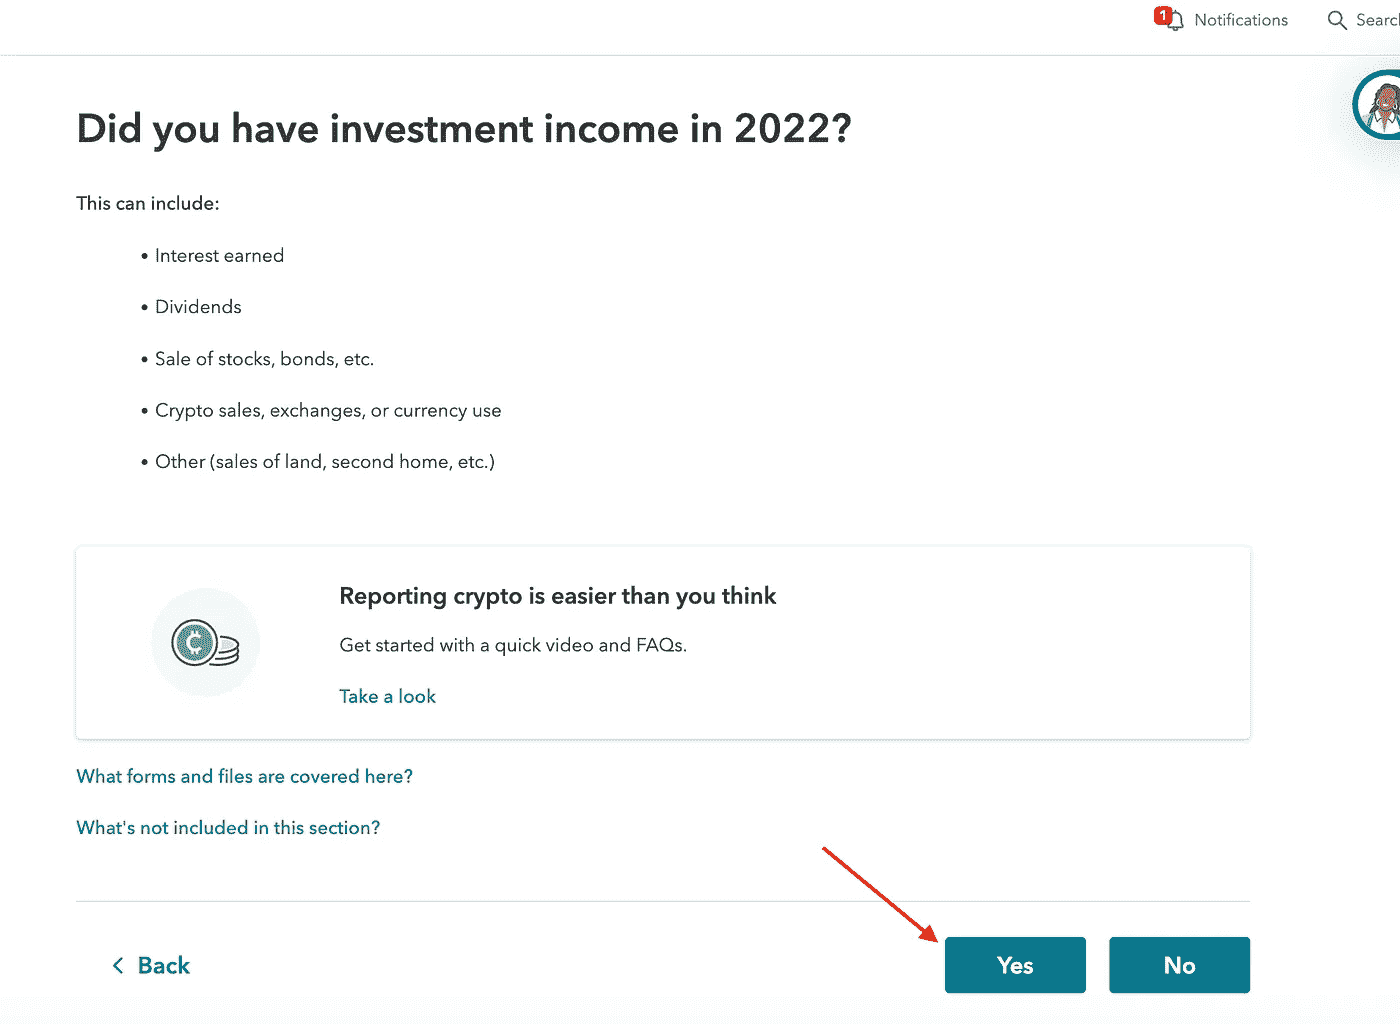 1 Notifications
Did you have investment income in 2022?
This can include:
• Interest earned
• Dividends
• Sale of stocks, bonds, etc.
• Crypto sales, exchanges, or currency use
• Other (sales of land, second home, etc.)
Reporting crypto is easier than you think
Get started with a quick video and FAQs.
Take a look
What forms and files are covered here?
What's not included in this section?
Back
Yes
No